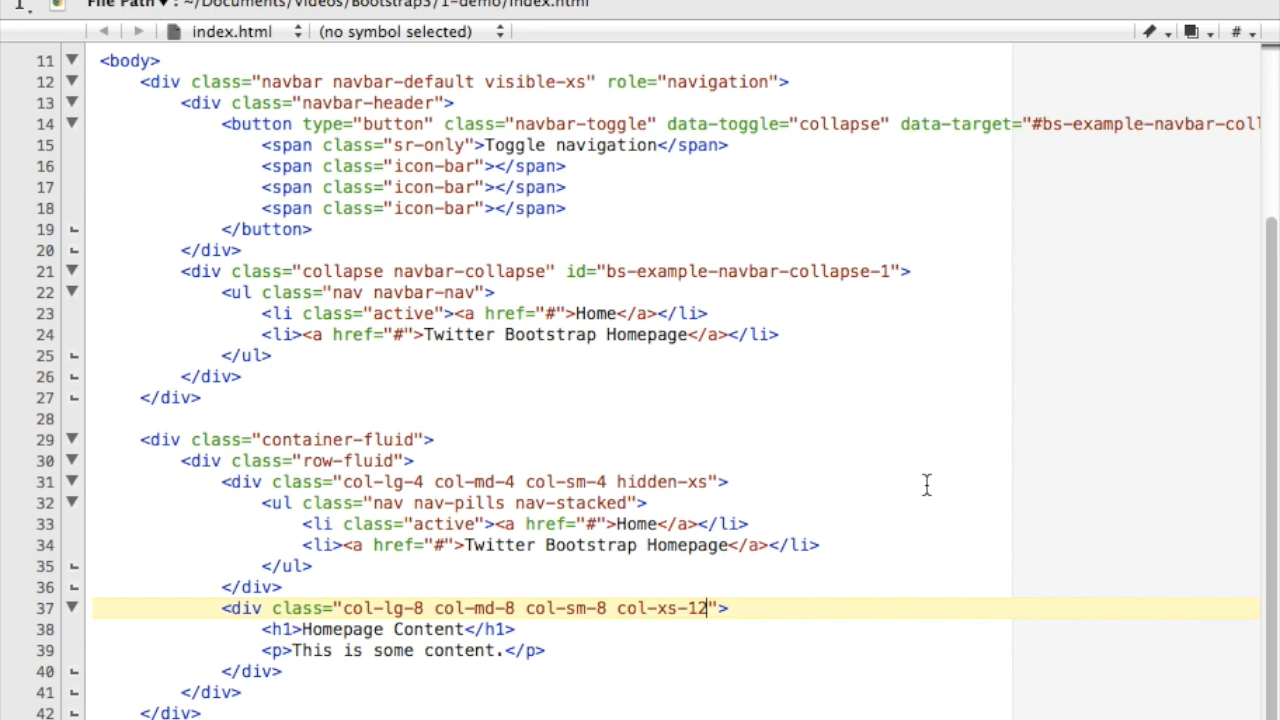 File Path ▾ : ~/Documents/Videos/Bootstrap3/1-demo/index.html
index.html (no symbol selected) #
11 <body>
12 <div class="navbar navbar-default visible-xs" role="navigation">
13 <div class="navbar-header">
14 <button type="button" class="navbar-toggle" data-toggle="collapse" data-target="#bs-example-navbar-coll
15 <span class="sr-only">Toggle navigation</span>
16 <span class="icon-bar"></span>
17 <span class="icon-bar"></span>
18 <span class="icon-bar"></span>
19 </button>
20 </div>
21 <div class="collapse navbar-collapse" id="bs-example-navbar-collapse-1">
22 <ul class="nav navbar-nav">
23 <li class="active"><a href="#">Home</a></li>
24 <li><a href="#">Twitter Bootstrap Homepage</a></li>
25 </ul>
26 </div>
27 </div>
28
29 <div class="container-fluid">
30 <div class="row-fluid">
31 <div class="col-lg-4 col-md-4 col-sm-4 hidden-xs">
32 <ul class="nav nav-pills nav-stacked">
33 <li class="active"><a href="#">Home</a></li>
34 <li><a href="#">Twitter Bootstrap Homepage</a></li>
35 </ul>
36 </div>
37 <div class="col-lg-8 col-md-8 col-sm-8 col-xs-12">
38 <h1>Homepage Content</h1>
39 <p>This is some content.</p>
40 </div>
41 </div>
42 </div>